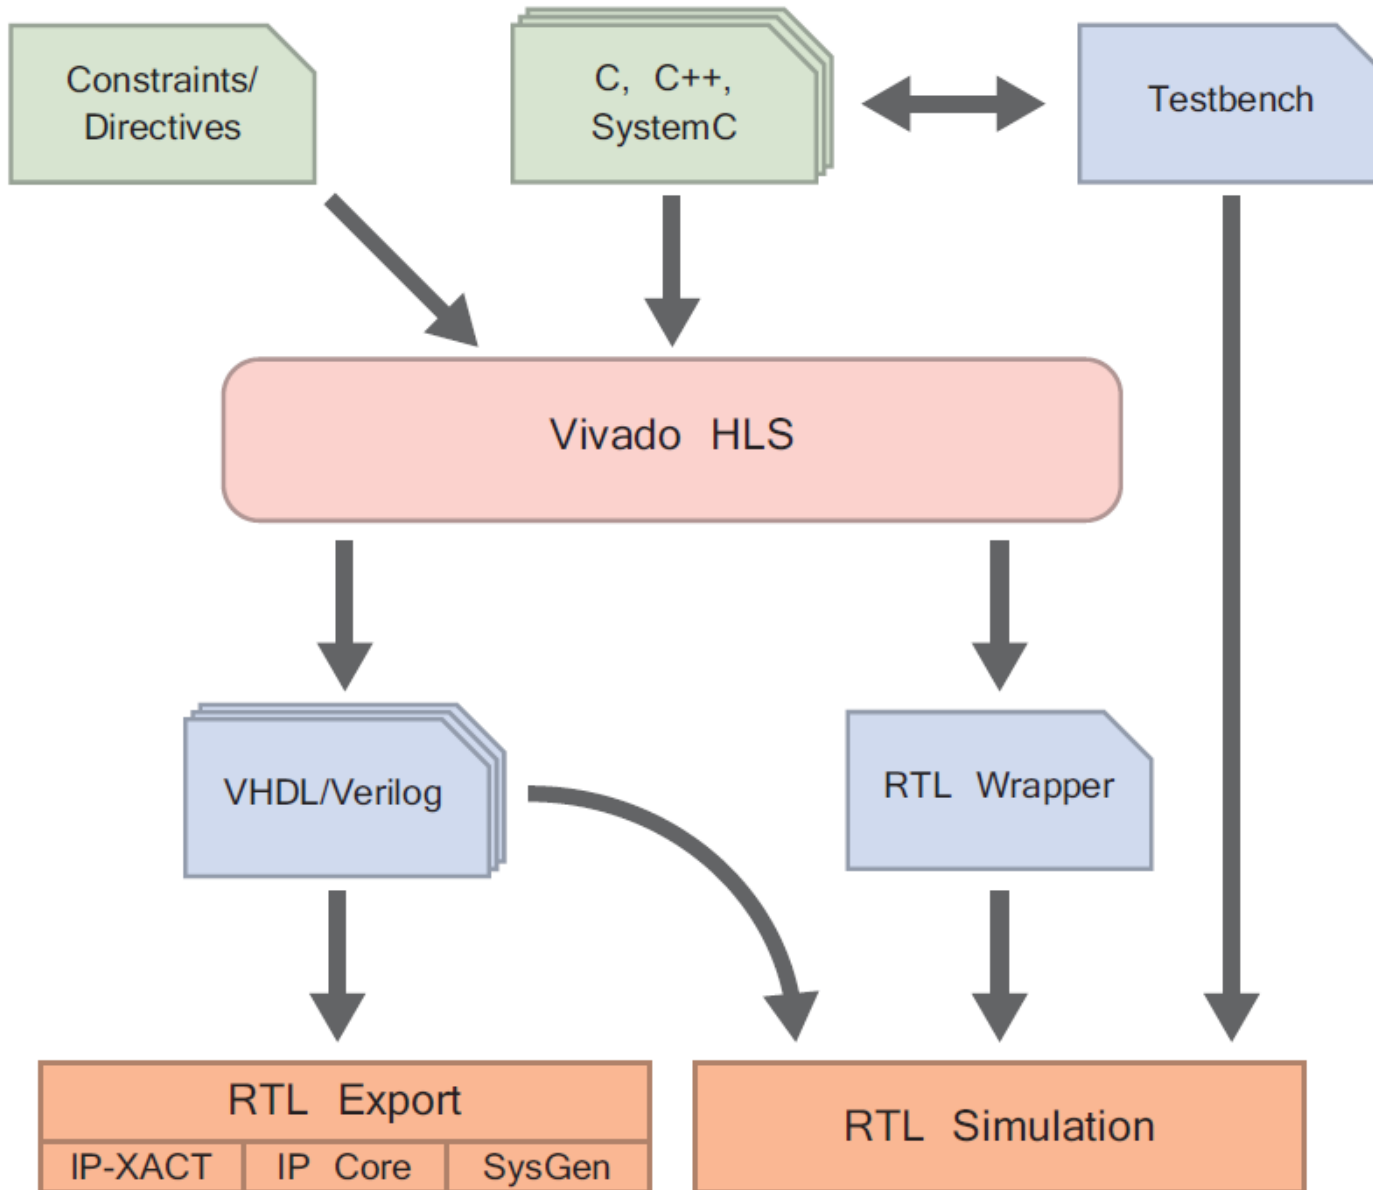 Constraints/
Directives
C, C++,
SystemC
Testbench
Vivado HLS
VHDL/Verilog
RTL Wrapper
RTL Export
IP-XACT
IP Core
SysGen
RTL Simulation